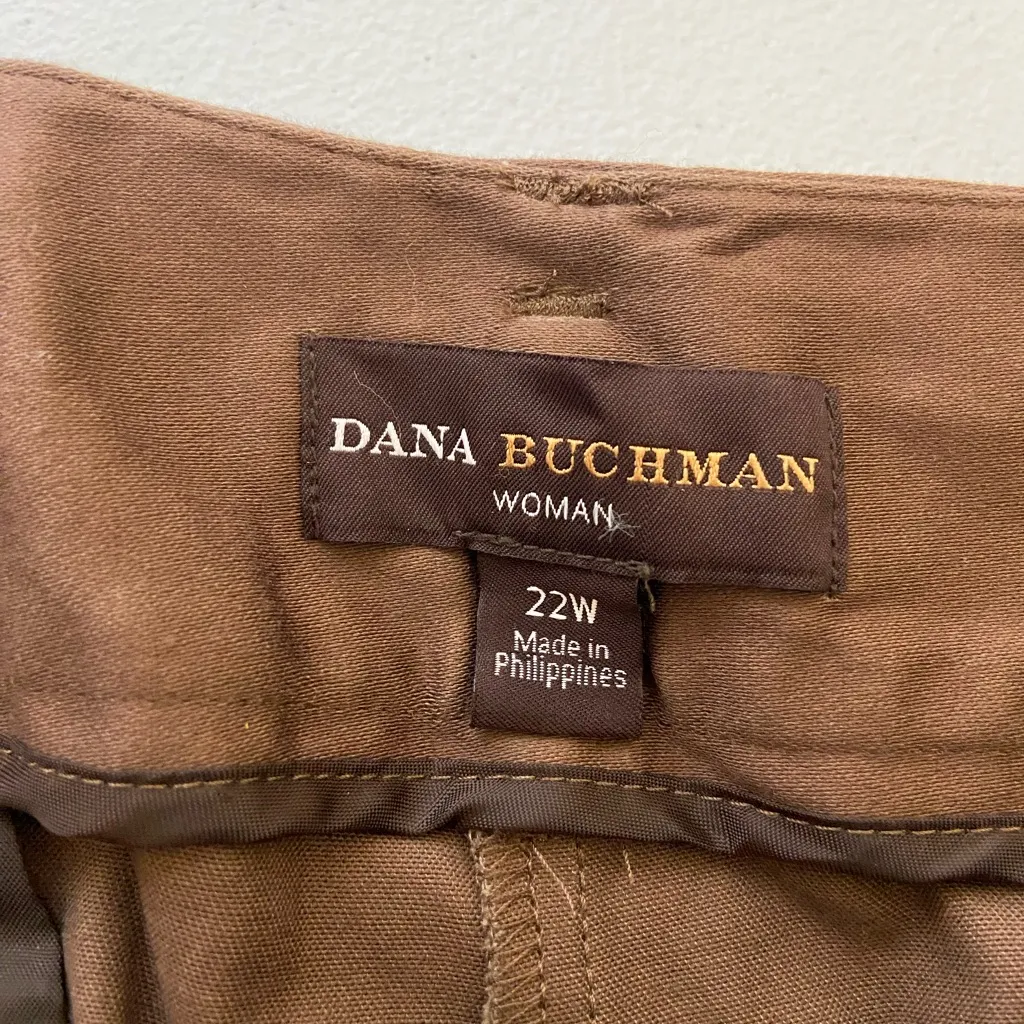 DANA BUCHMAN
WOMAN
22W
Made in
Philippines